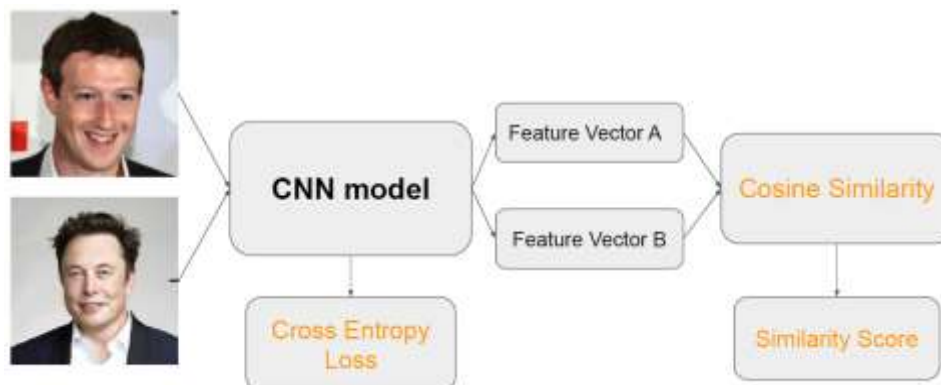 CNN model
Feature Vector A
Feature Vector B
Cosine Similarity
Cross Entropy
Loss
Similarity Score